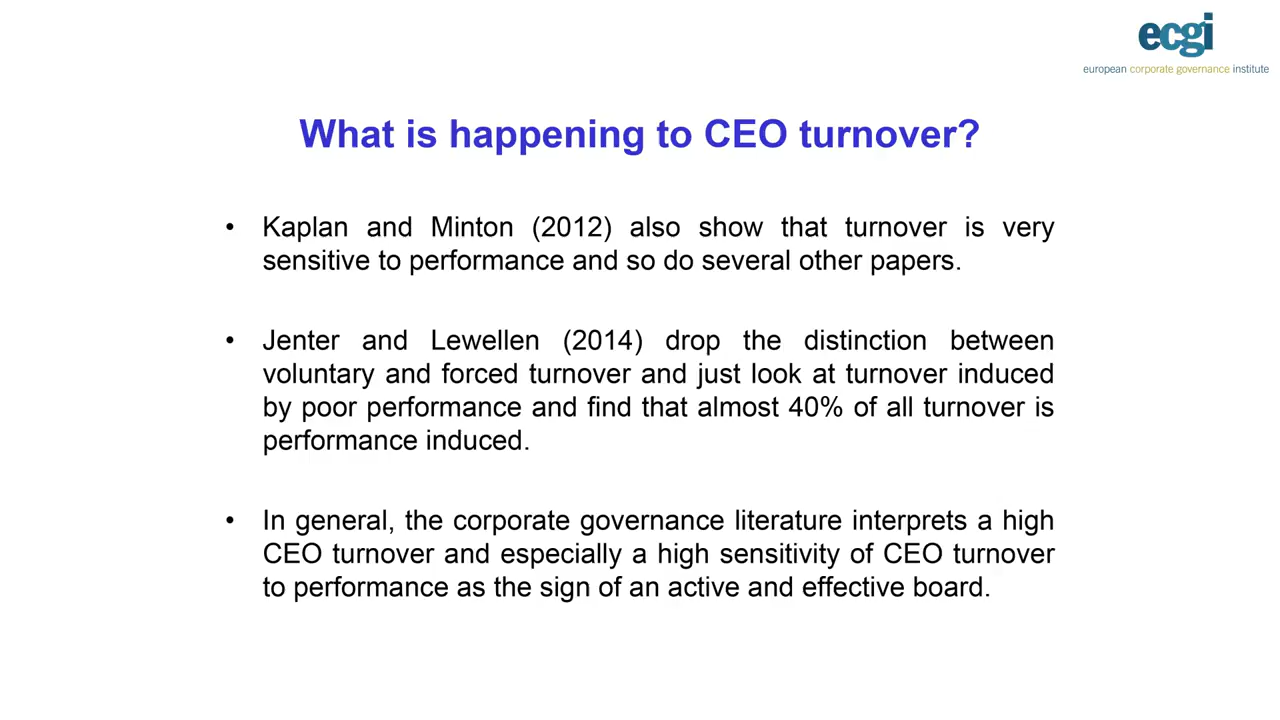 ecgi
european corporate governance institute
What is happening to CEO turnover?
• Kaplan and Minton (2012) also show that turnover is very
sensitive to performance and so do several other papers.
• Jenter and Lewellen (2014) drop the distinction between
voluntary and forced turnover and just look at turnover induced
by poor performance and find that almost 40% of all turnover is
performance induced.
• In general, the corporate governance literature interprets a high
CEO turnover and especially a high sensitivity of CEO turnover
to performance as the sign of an active and effective board.